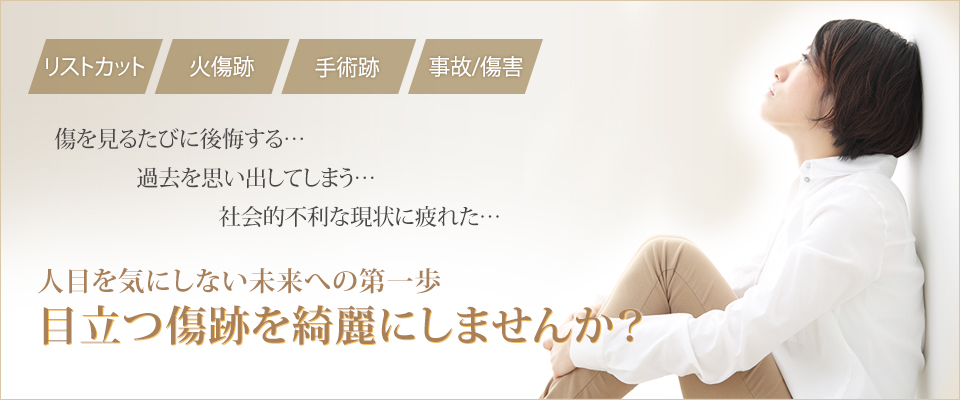 リストカット 火傷跡 手術跡 事故/傷害
傷を見るたびに後悔する…
過去を思い出してしまう…
社会的不利な現状に疲れた…
人目を気にしない未来への第一歩
目立つ傷跡を綺麗にしませんか？